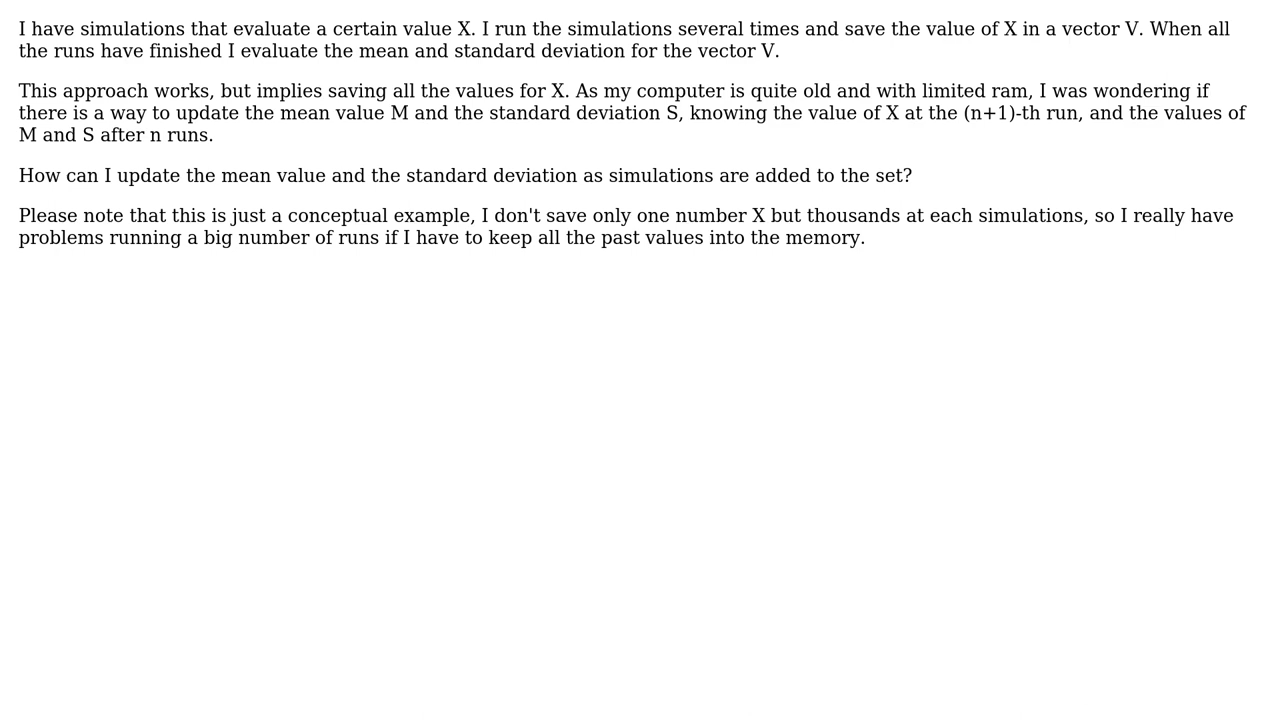 I have simulations that evaluate a certain value X. I run the simulations several times and save the value of X in a vector V. When all
the runs have finished I evaluate the mean and standard deviation for the vector V.
This approach works, but implies saving all the values for X. As my computer is quite old and with limited ram, I was wondering if
there is a way to update the mean value M and the standard deviation S, knowing the value of X at the (n+1)-th run, and the values of
M and S after n runs.
How can I update the mean value and the standard deviation as simulations are added to the set?
Please note that this is just a conceptual example, I don't save only one number X but thousands at each simulations, so I really have
problems running a big number of runs if I have to keep all the past values into the memory.